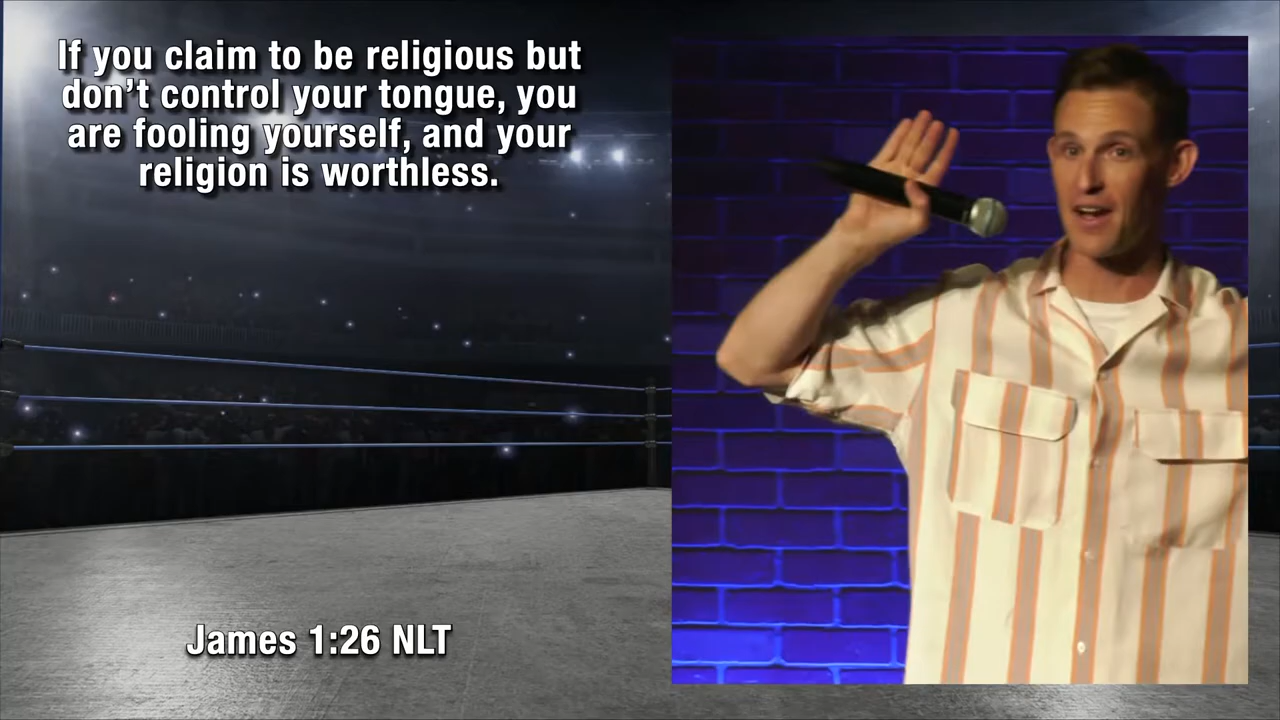 If you claim to be religious but
don’t control your tongue, you
are fooling yourself, and your
religion is worthless.
James 1:26 NLT